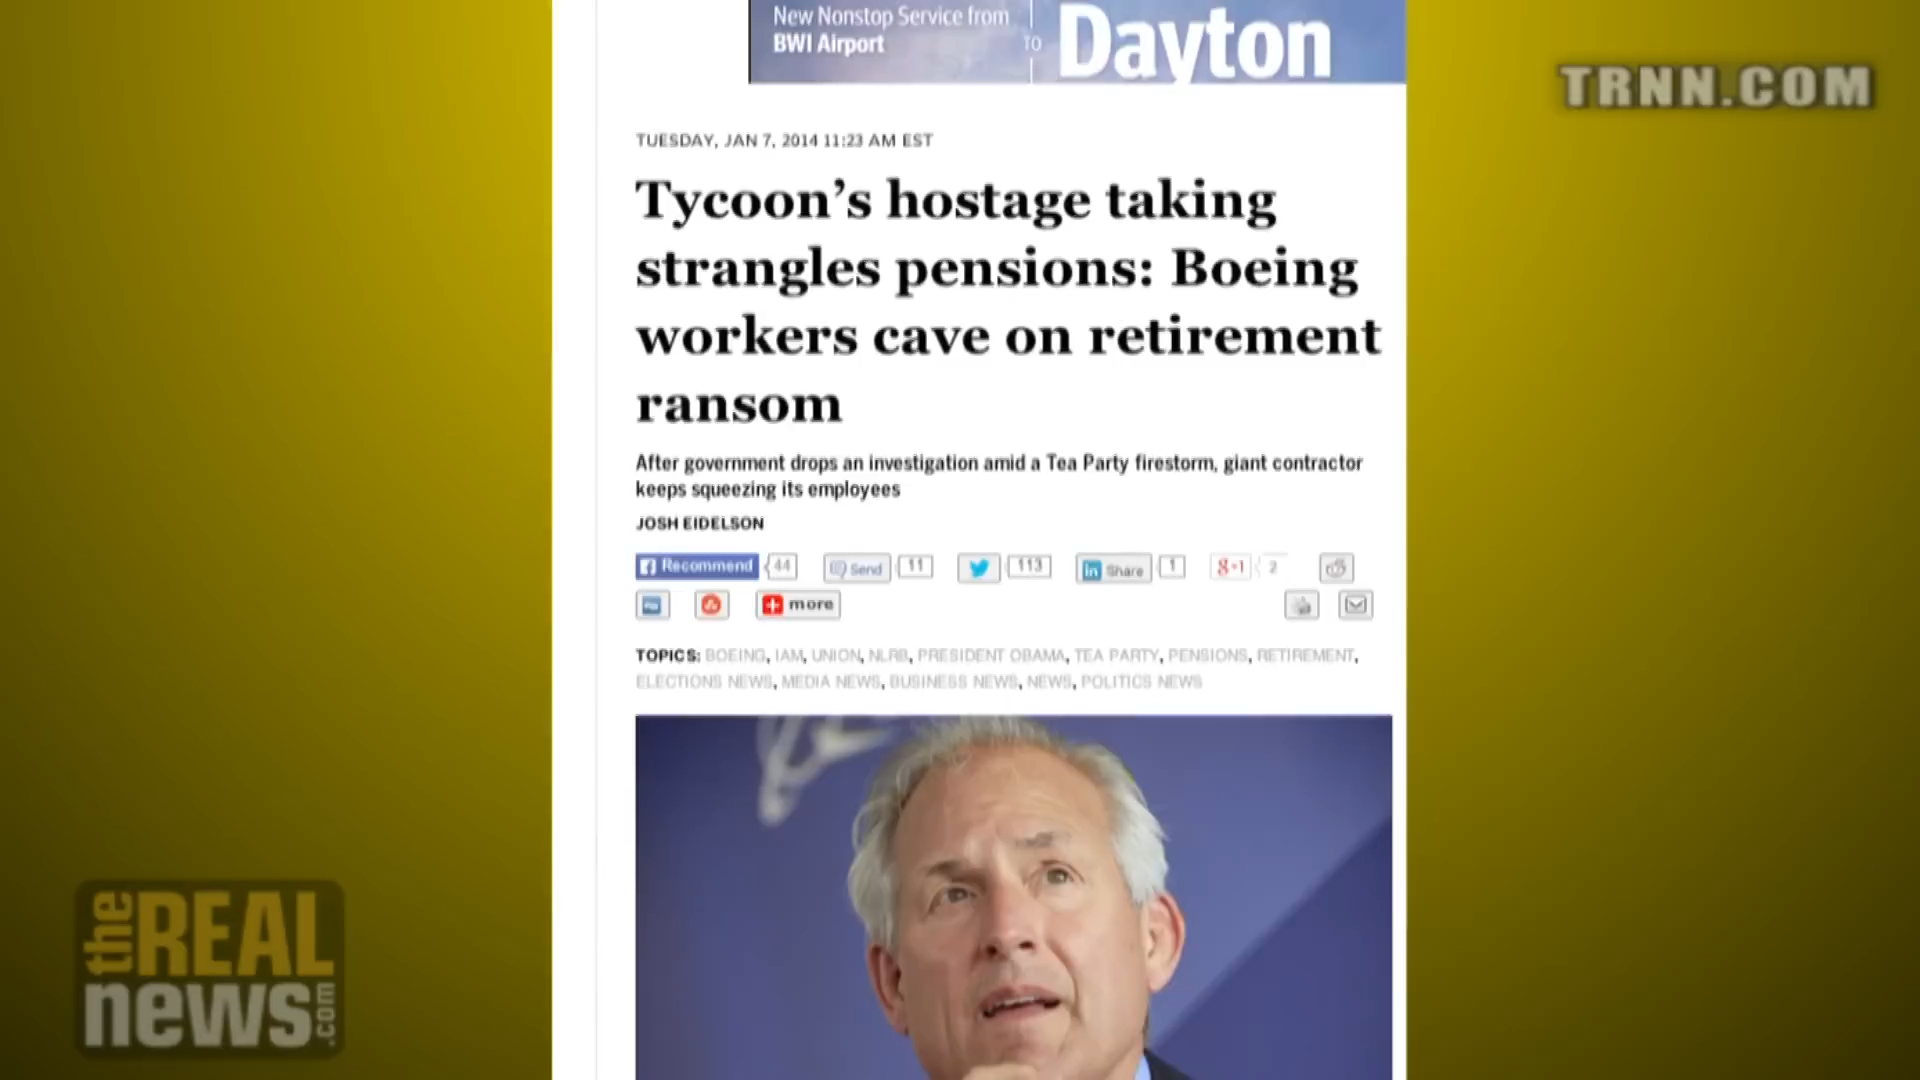 New Nonstop Service from
BWI Airport
TO
Dayton
TRNN.COM
TUESDAY, JAN 7, 2014 11:23 AM EST
Tycoon’s hostage taking
strangles pensions: Boeing
workers cave on retirement
ransom
After government drops an investigation amid a Tea Party firestorm, giant contractor
keeps squeezing its employees
JOSH EIDELSON
Recommend 44 Send 11 113 in Share 1 8+1 2
more
TOPICS: BOEING, IAM, UNION, NLRB, PRESIDENT OBAMA, TEA PARTY, PENSIONS, RETIREMENT,
ELECTIONS NEWS, MEDIA NEWS, BUSINESS NEWS, NEWS, POLITICS NEWS
the REAL
news.com